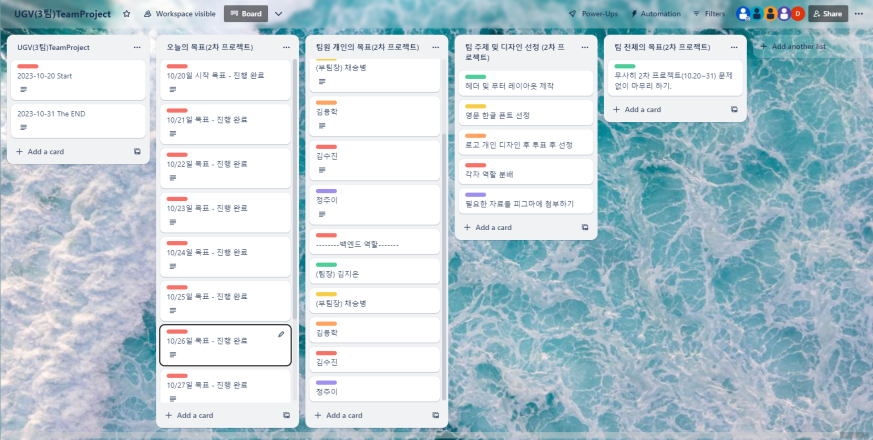 UGV(3팀)TeamProject
Workspace visible
Board
Power-Ups
Automation
Filters
D
Share
UGV(3팀)TeamProject
2023-10-20 Start
2023-10-31 The END
Add a card
오늘의 목표(2차 프로젝트)
10/20일 시작 목표 - 진행 완료
10/21일 목표 - 진행 완료
10/22일 목표 - 진행 완료
10/23일 목표 - 진행 완료
10/24일 목표 - 진행 완료
10/25일 목표 - 진행 완료
10/26일 목표 - 진행 완료
10/27일 목표 - 진행 완료
Add a card
팀원 개인의 목표(2차 프로젝트)
(부팀장) 채승병
김용학
김수진
정주이
--------백엔드 역할-------
(팀장) 김지은
(부팀장) 채승병
김용학
김수진
정주이
Add a card
팀 주제 및 디자인 선정 (2차 프
로젝트)
헤더 및 푸터 레이아웃 제작
영문 한글 폰트 선정
로고 개인 디자인 후 투표 후 선정
각자 역할 분배
필요한 자료들 피그마에 첨부하기
Add a card
팀 전체의 목표(2차 프로젝트)
무사히 2차 프로젝트(10.20~31) 문제
없이 마무리 하기.
Add a card
Add another list